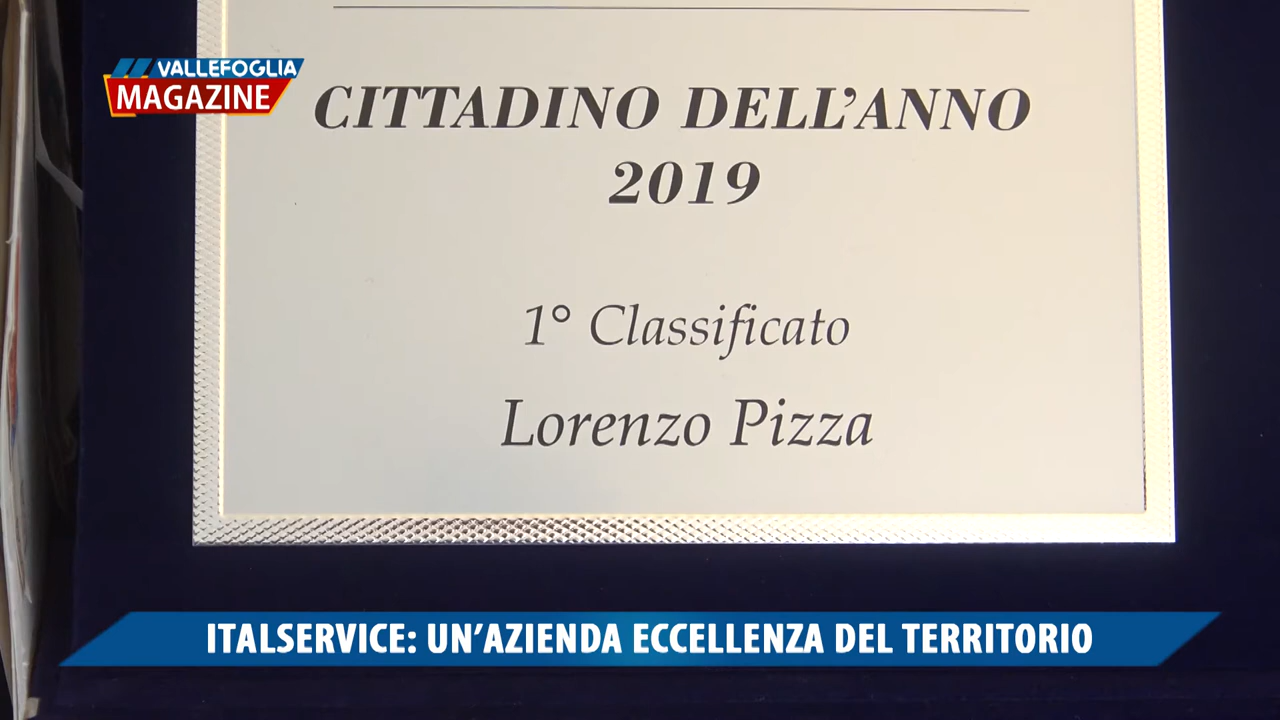 VALLEFOGLIA
MAGAZINE
CITTADINO DELL'ANNO
2019
1° Classificato
Lorenzo Pizza
ITALSERVICE: UN'AZIENDA ECCELLENZA DEL TERRITORIO